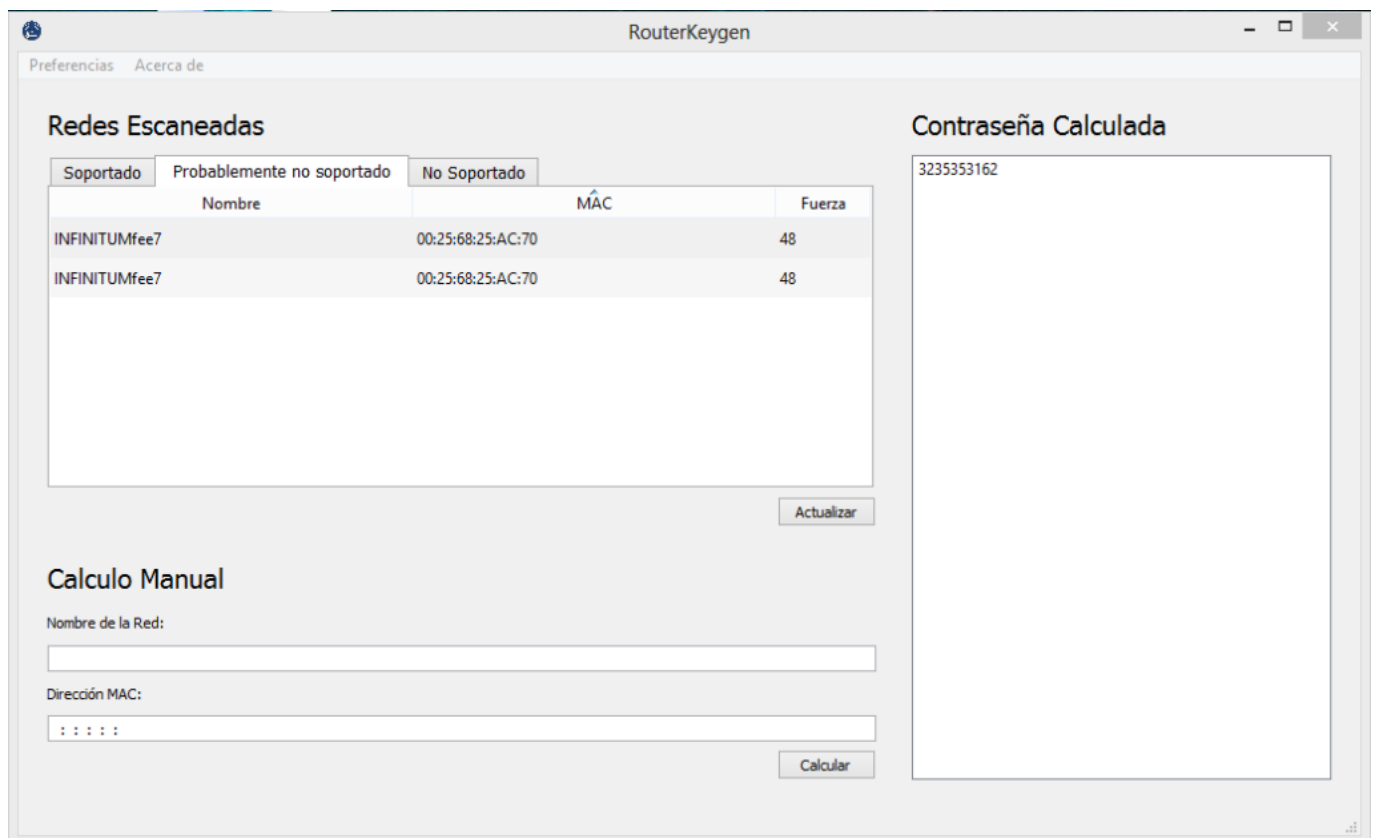 RouterKeygen
Preferencias Acerca de
Redes Escaneadas
Soportado Probablemente no soportado No Soportado
Nombre MAC Fuerza
INFINITUMfee7 00:25:68:25:AC:70 48
INFINITUMfee7 00:25:68:25:AC:70 48
Actualizar
Calculo Manual
Nombre de la Red:
Dirección MAC:
: : : : :
Calcular
Contraseña Calculada
3235353162